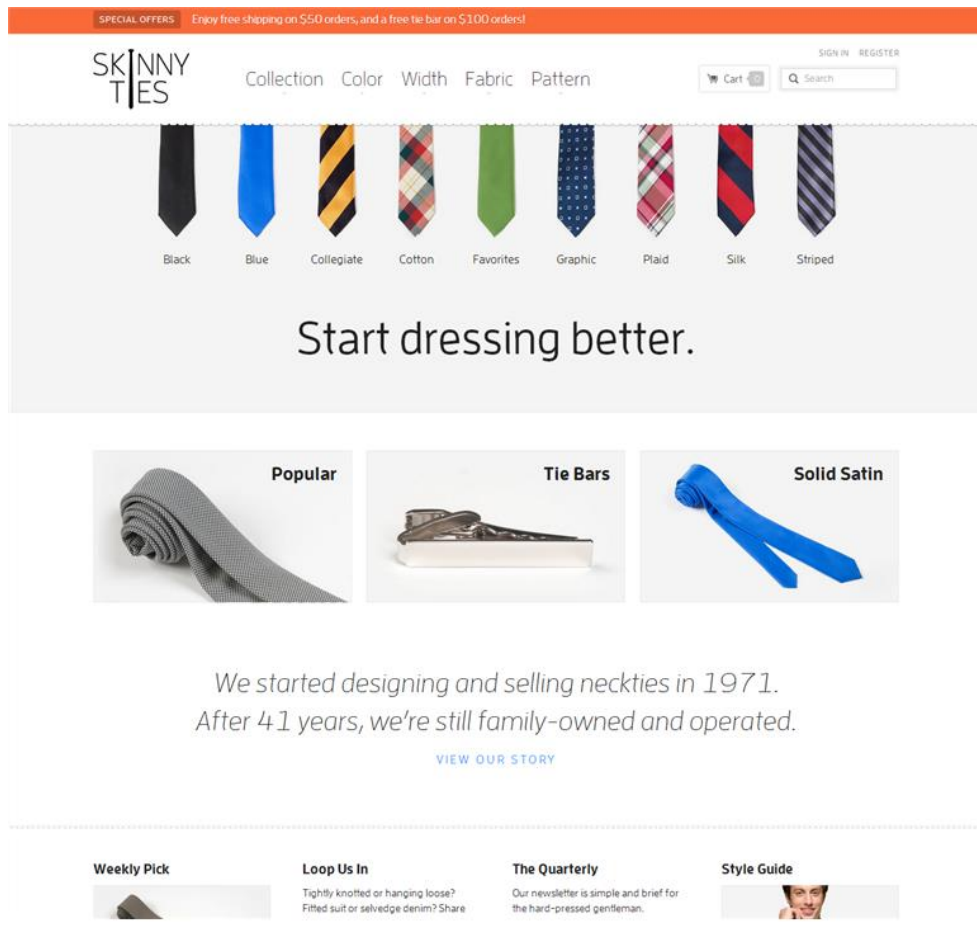 SPECIAL OFFERS Enjoy free shipping on $50 orders, and a free tie bar on $100 orders!
SIGN IN REGISTER
SKINNY
TIES
Collection Color Width Fabric Pattern
Cart 0 Search
Black Blue Collegiate Cotton Favorites Graphic Plaid Silk Striped
Start dressing better.
Popular Tie Bars Solid Satin
We started designing and selling neckties in 1971.
After 41 years, we're still family-owned and operated.
VIEW OUR STORY
Weekly Pick Loop Us In The Quarterly Style Guide
Tightly knotted or hanging loose? Our newsletter is simple and brief for
Fitted suit or selvedge denim? Share the hard-pressed gentleman.